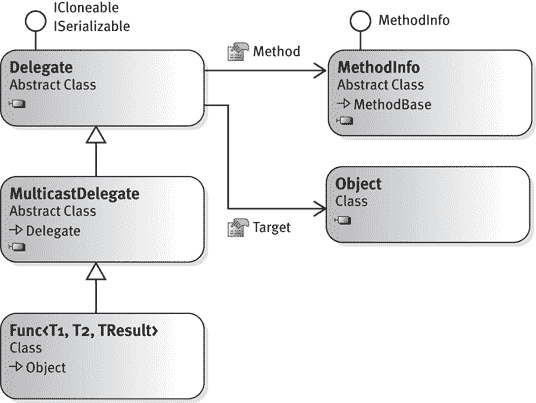 ICloneable
ISerializable
Delegate
Abstract Class
Method
MethodInfo
MethodInfo
Abstract Class
MethodBase
Object
Class
Target
MulticastDelegate
Abstract Class
Delegate
Func<T1, T2, TResult>
Class
Object